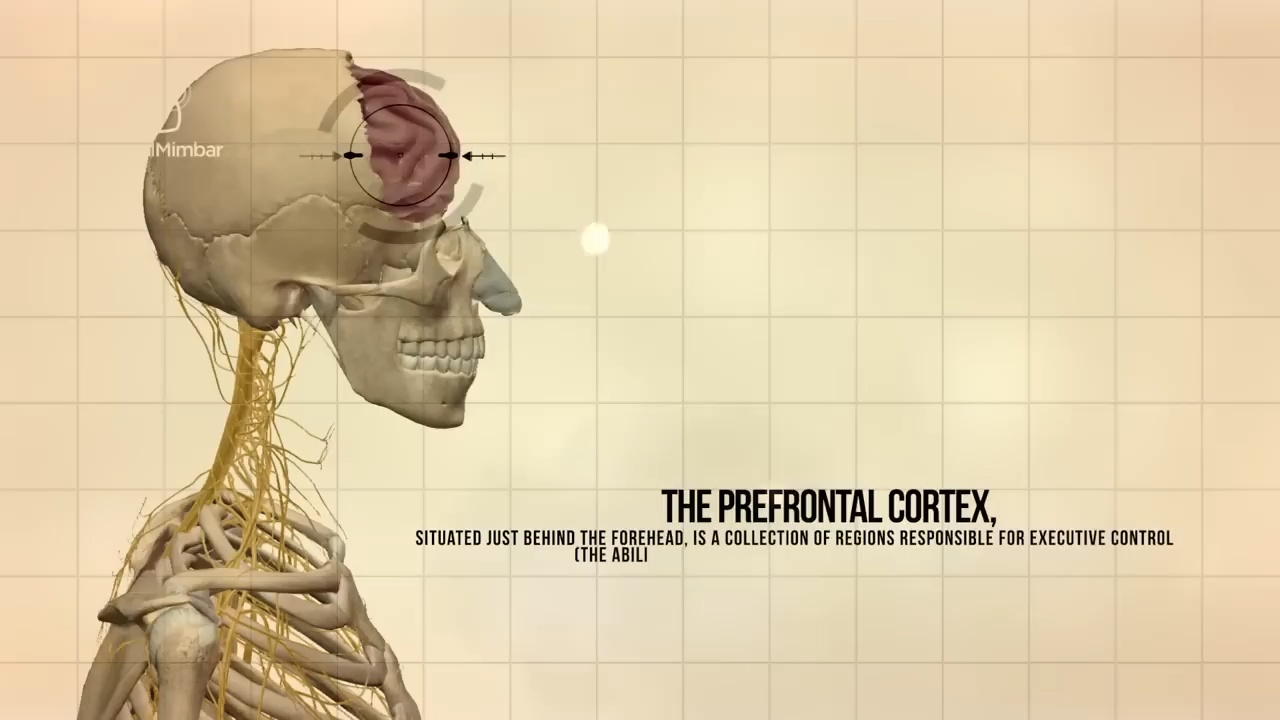 Mimbar
THE PREFRONTAL CORTEX,
SITUATED JUST BEHIND THE FOREHEAD, IS A COLLECTION OF REGIONS RESPONSIBLE FOR EXECUTIVE CONTROL
(THE ABILI